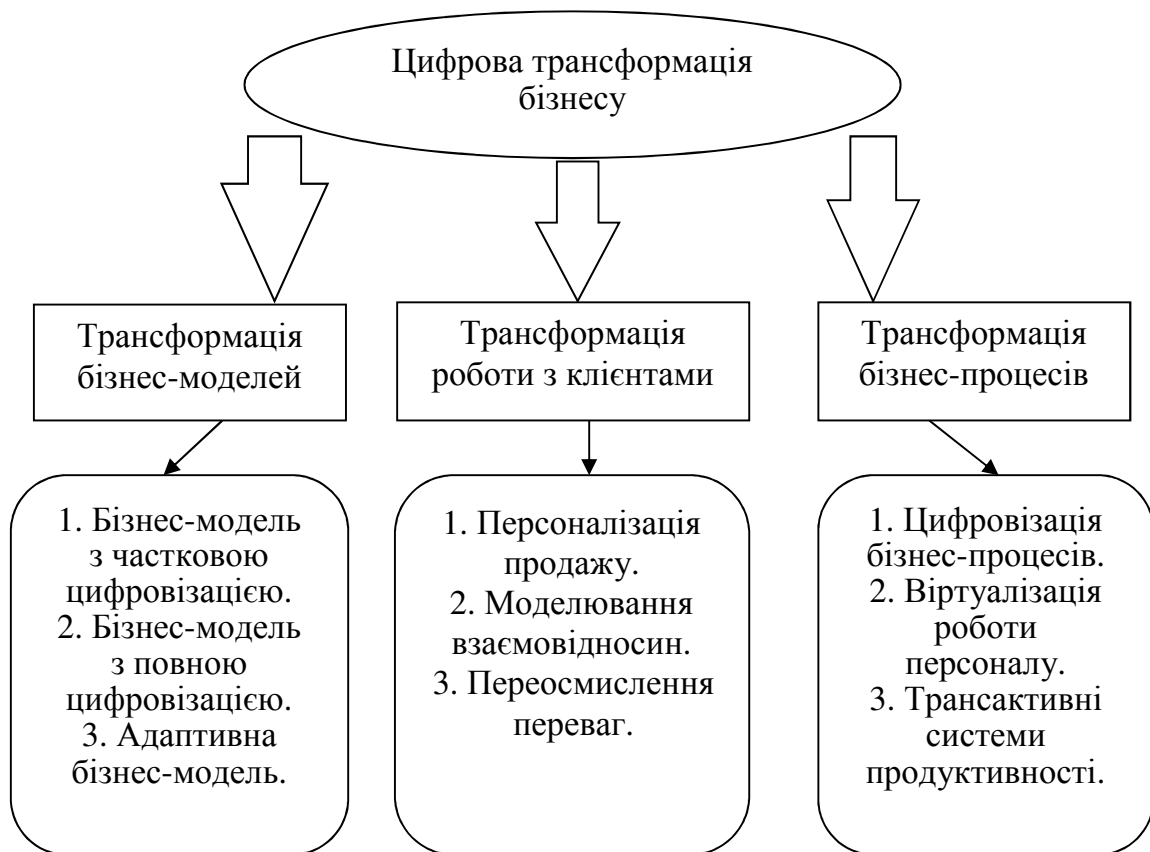 Цифрова трансформація
бізнесу
Трансформація
бізнес-моделей
Трансформація
роботи з клієнтами
Трансформація
бізнес-процесів
1. Бізнес-модель
з частковою
цифровізацією.
2. Бізнес-модель
з повною
цифровізацією.
3. Адаптивна
бізнес-модель.
1. Персоналізація
продажу.
2. Моделювання
взаємовідносин.
3. Переосмислення
переваг.
1. Цифровізація
бізнес-процесів.
2. Віртуалізація
роботи
персоналу.
3. Трансактивні
системи
продуктивності.